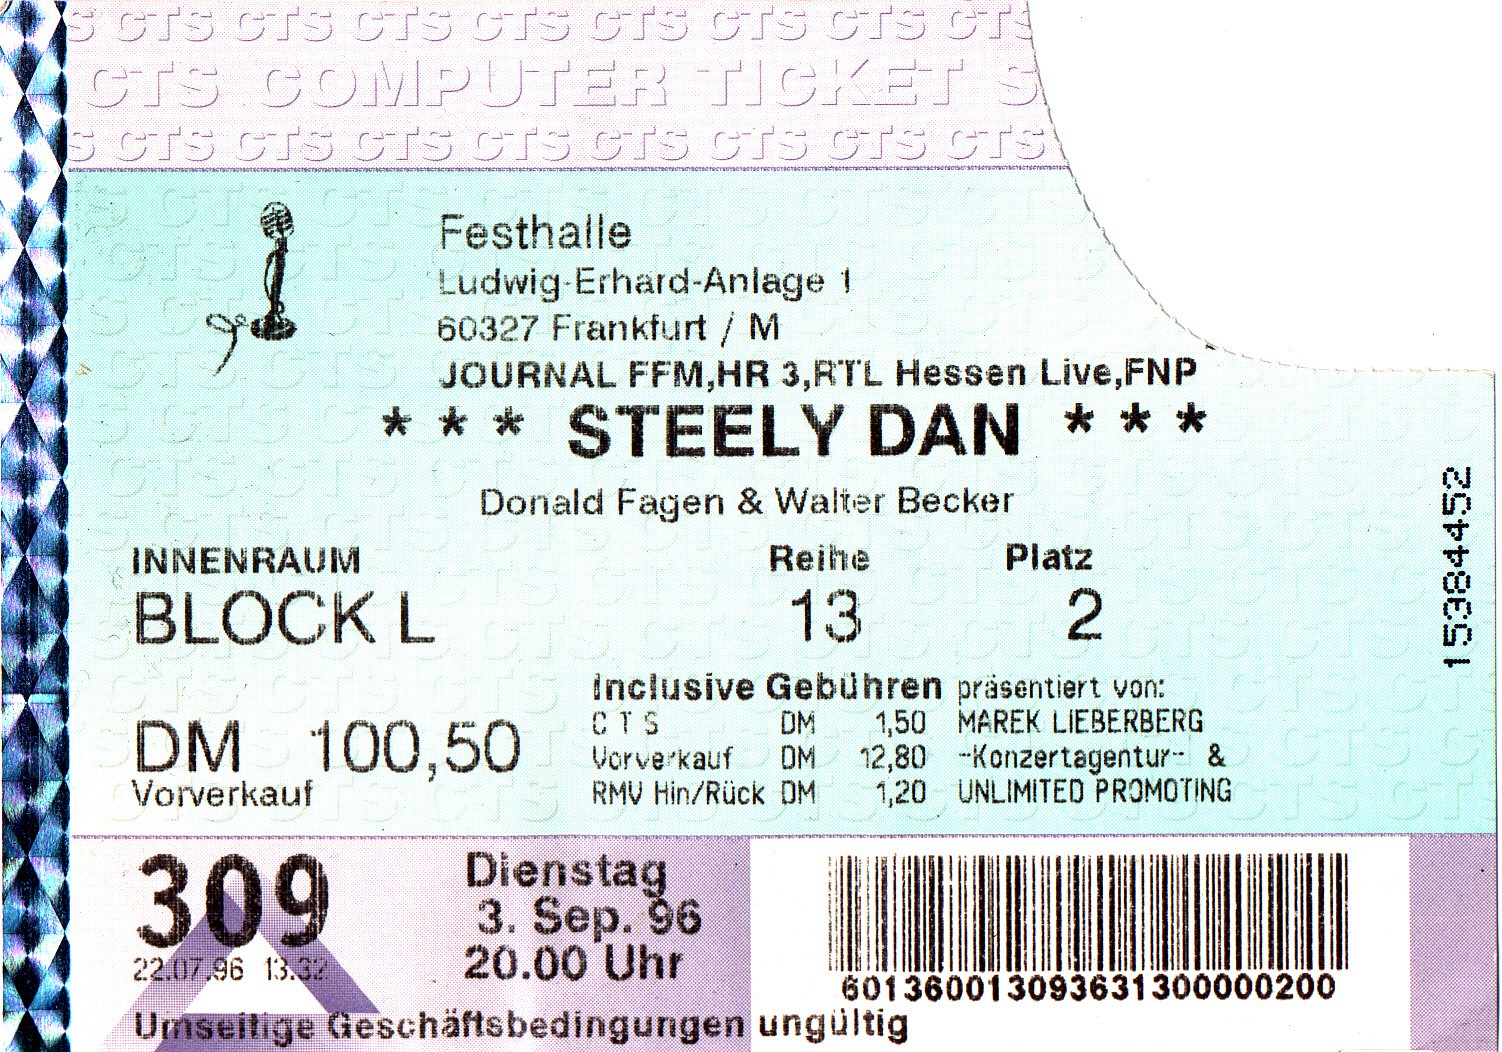 S CTS CTS CTS CTS CTS CTS CTS CTS
CTS COMPUTER TICKET S
S CTS CTS CTS CTS CTS CTS CTS CTS
Festhalle
Ludwig-Erhard-Anlage 1
60327 Frankfurt / M
JOURNAL FFM,HR 3,RTL Hessen Live,FNP
* * * STEELY DAN * * *
Donald Fagen & Walter Becker
INNENRAUM Reihe Platz
BLOCK L 13 2
15384452
Inclusive Gebühren präsentiert von:
C T S DM 1,50 MAREK LIEBERBERG
DM 100,50 Vorverkauf DM 12,80 -Konzertagentur- &
Vorverkauf RMV Hin/Rück DM 1,20 UNLIMITED PROMOTING
309 Dienstag
3. Sep. 96
22.07.96 13.32 20.00 Uhr
601360013093631300000200
Umseitige Geschäftsbedingungen ungültig